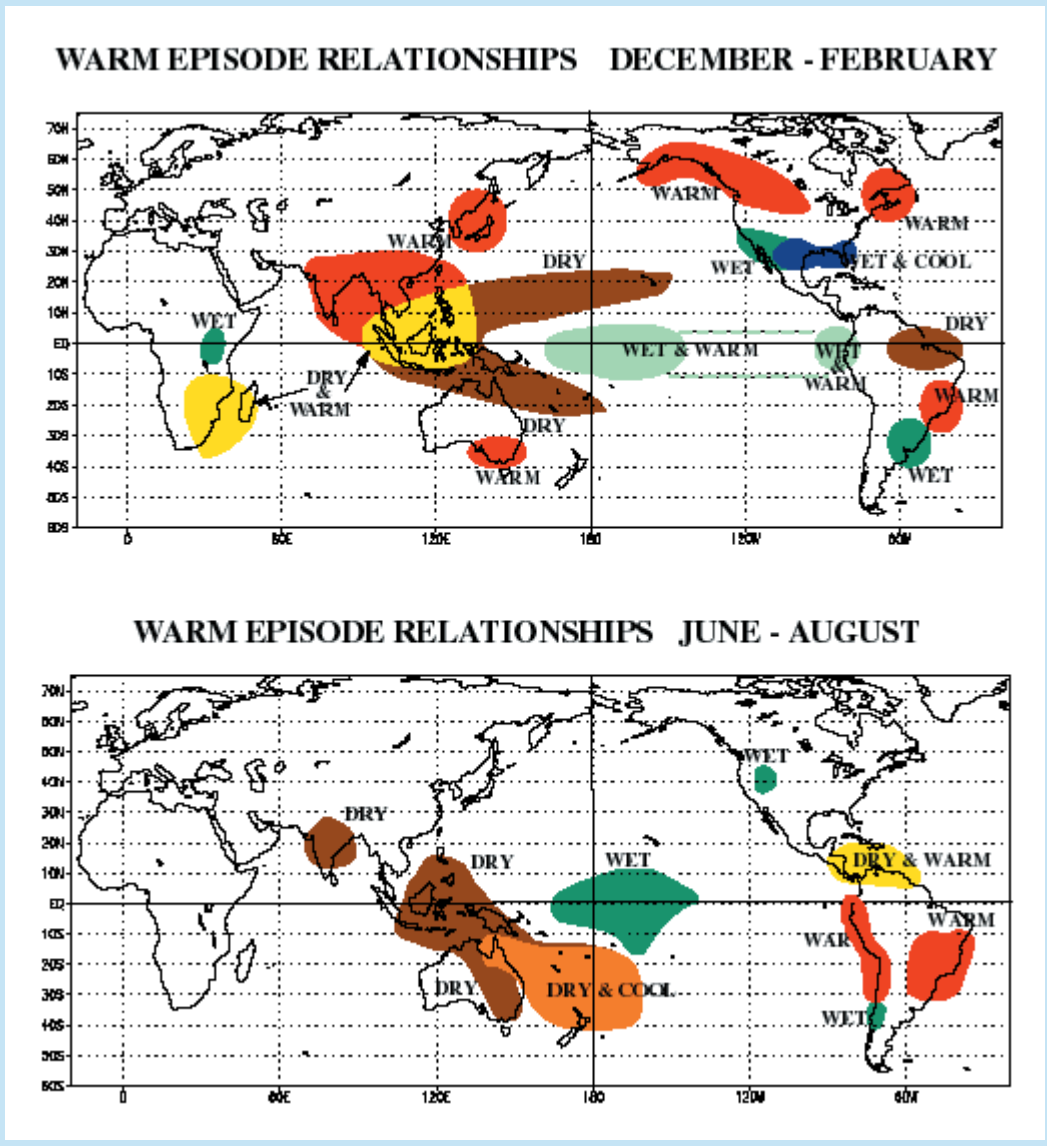 WARM EPISODE RELATIONSHIPS DECEMBER - FEBRUARY
70N
60N
WARM
50N
WARM
40N
WARM
30N
DRY
WET
WET & COOL
20N
10N
WET
DRY
EQ
WET & WARM
WET
&
WARM
10S
DRY
&
WARM
20S
WARM
DRY
30S
40S
WARM
WET
50S
60S
0
60E
120E
180
120W
60W
WARM EPISODE RELATIONSHIPS JUNE - AUGUST
70N
60N
50N
WET
40N
30N
DRY
20N
DRY
WET
DRY & WARM
10N
EQ
WARM
10S
WAR
20S
DRY
DRY & COOL
30S
40S
WET
50S
60S
0
60E
120E
180
120W
60W